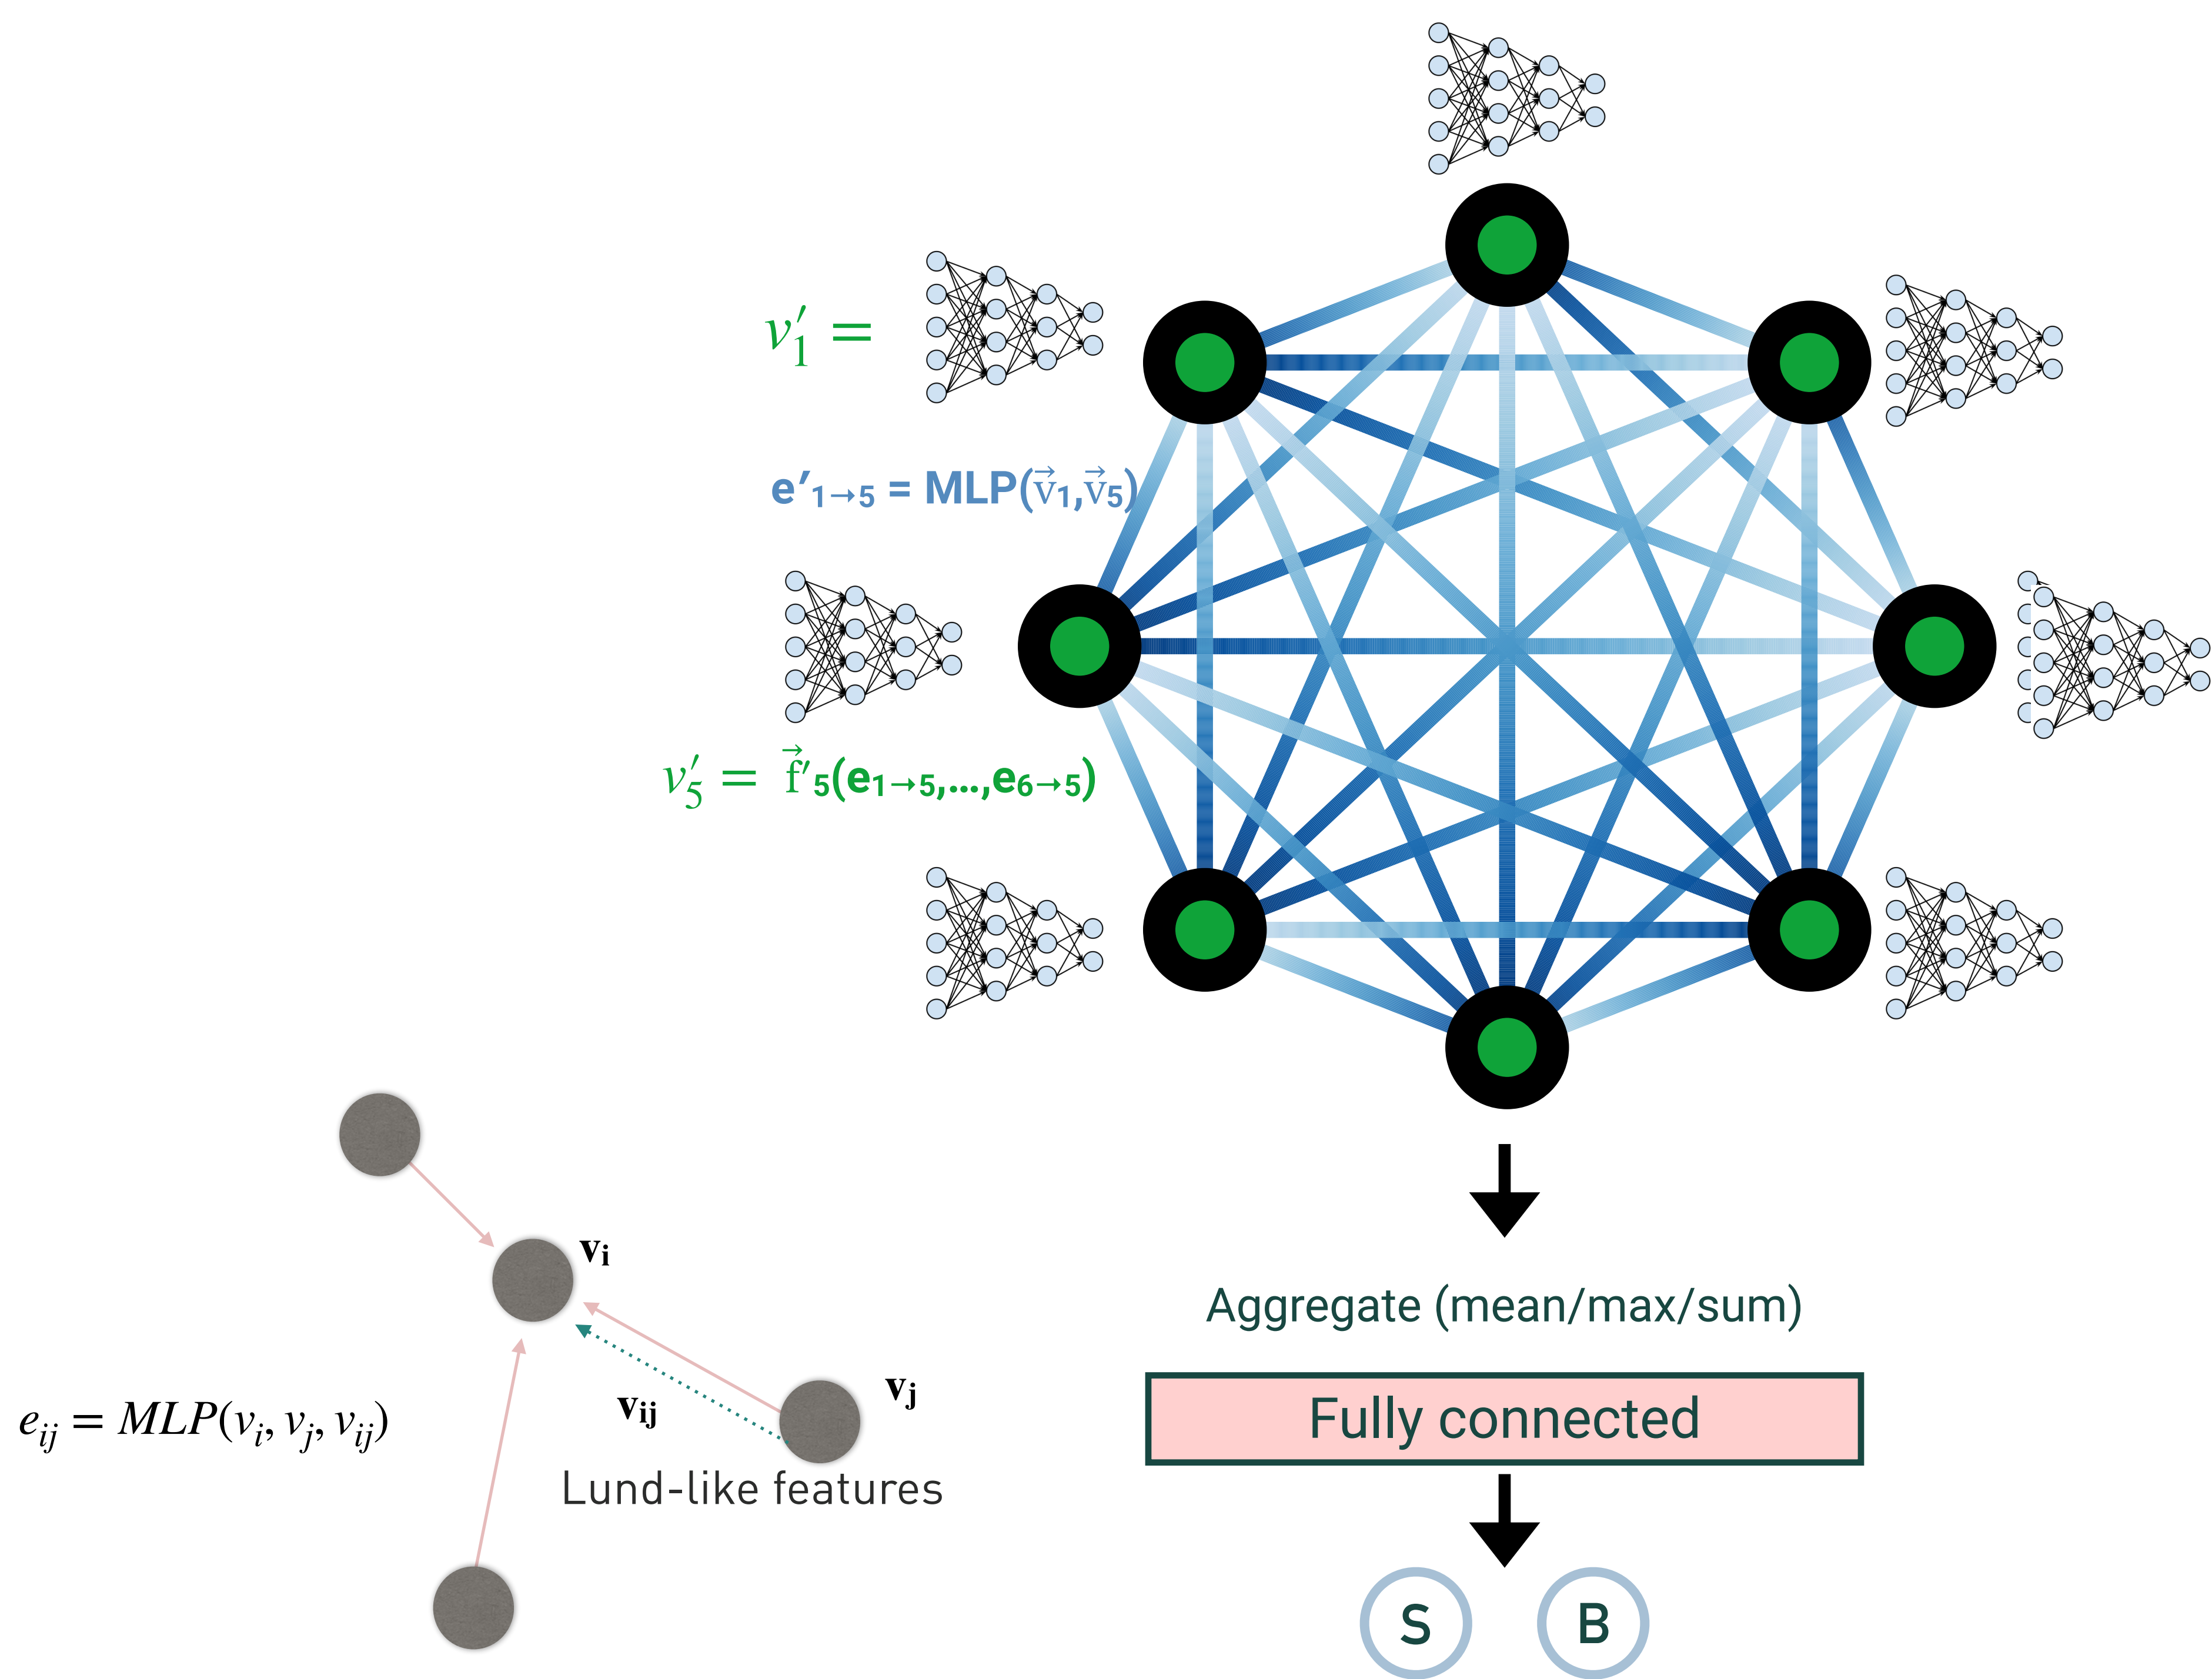 v′₁ =
e′₁→₅ = MLP(v⃗₁,v⃗₅)
v′₅ = f⃗′₅(e₁→₅,...,e₆→₅)
vᵢ
vⱼ
vᵢⱼ
eᵢⱼ = MLP(vᵢ, vⱼ, vᵢⱼ)
Lund-like features
Aggregate (mean/max/sum)
Fully connected
S B